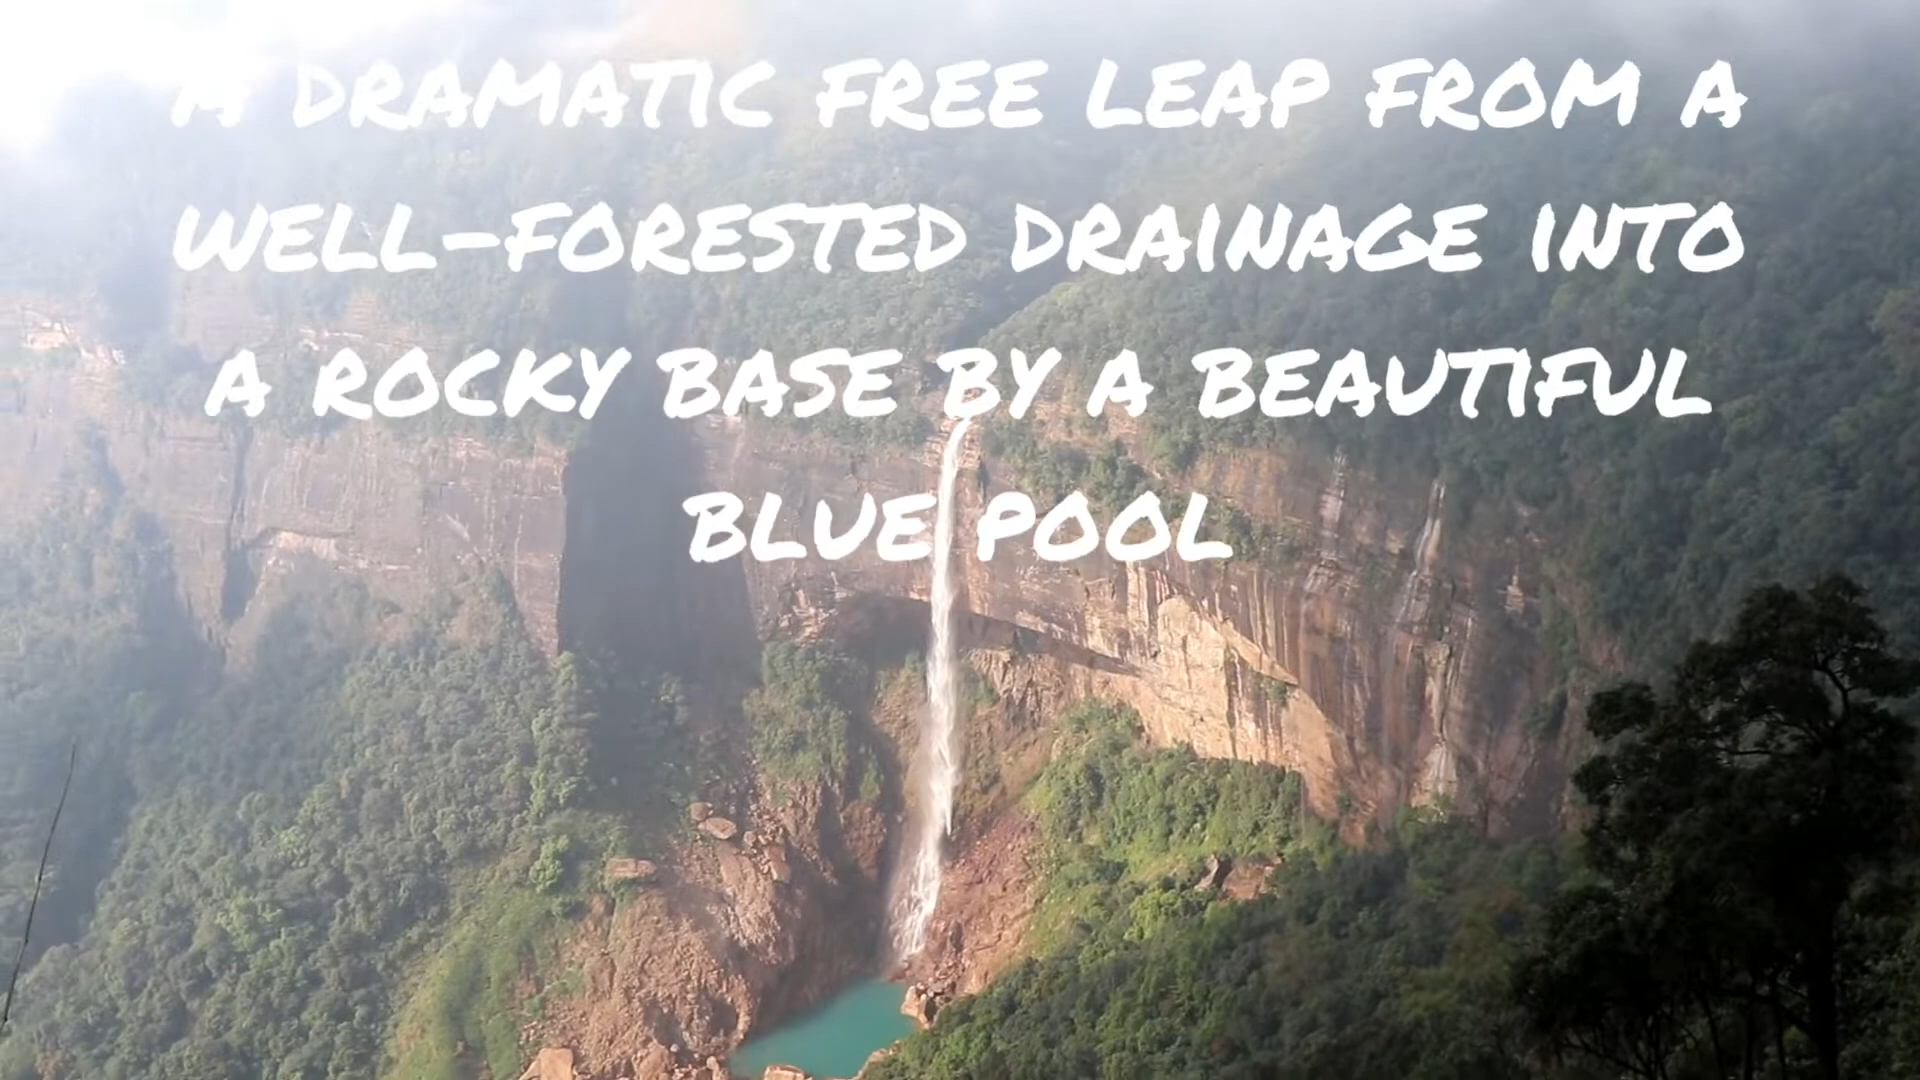 A DRAMATIC FREE LEAP FROM A
WELL-FORESTED DRAINAGE INTO
A ROCKY BASE BY A BEAUTIFUL
BLUE POOL